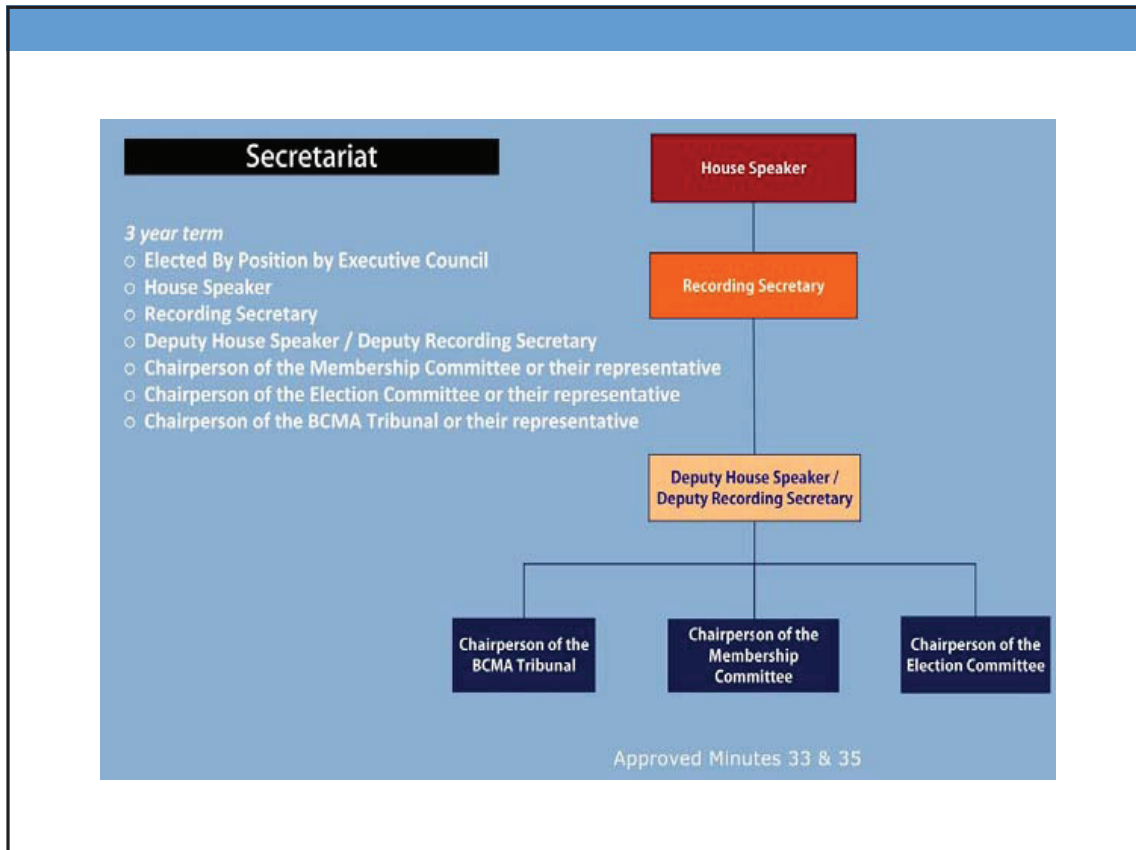 Secretariat
3 year term
○ Elected By Position by Executive Council
○ House Speaker
○ Recording Secretary
○ Deputy House Speaker / Deputy Recording Secretary
○ Chairperson of the Membership Committee or their representative
○ Chairperson of the Election Committee or their representative
○ Chairperson of the BCMA Tribunal or their representative
House Speaker
Recording Secretary
Deputy House Speaker /
Deputy Recording Secretary
Chairperson of the
BCMA Tribunal
Chairperson of the
Membership
Committee
Chairperson of the
Election Committee
Approved Minutes 33 & 35